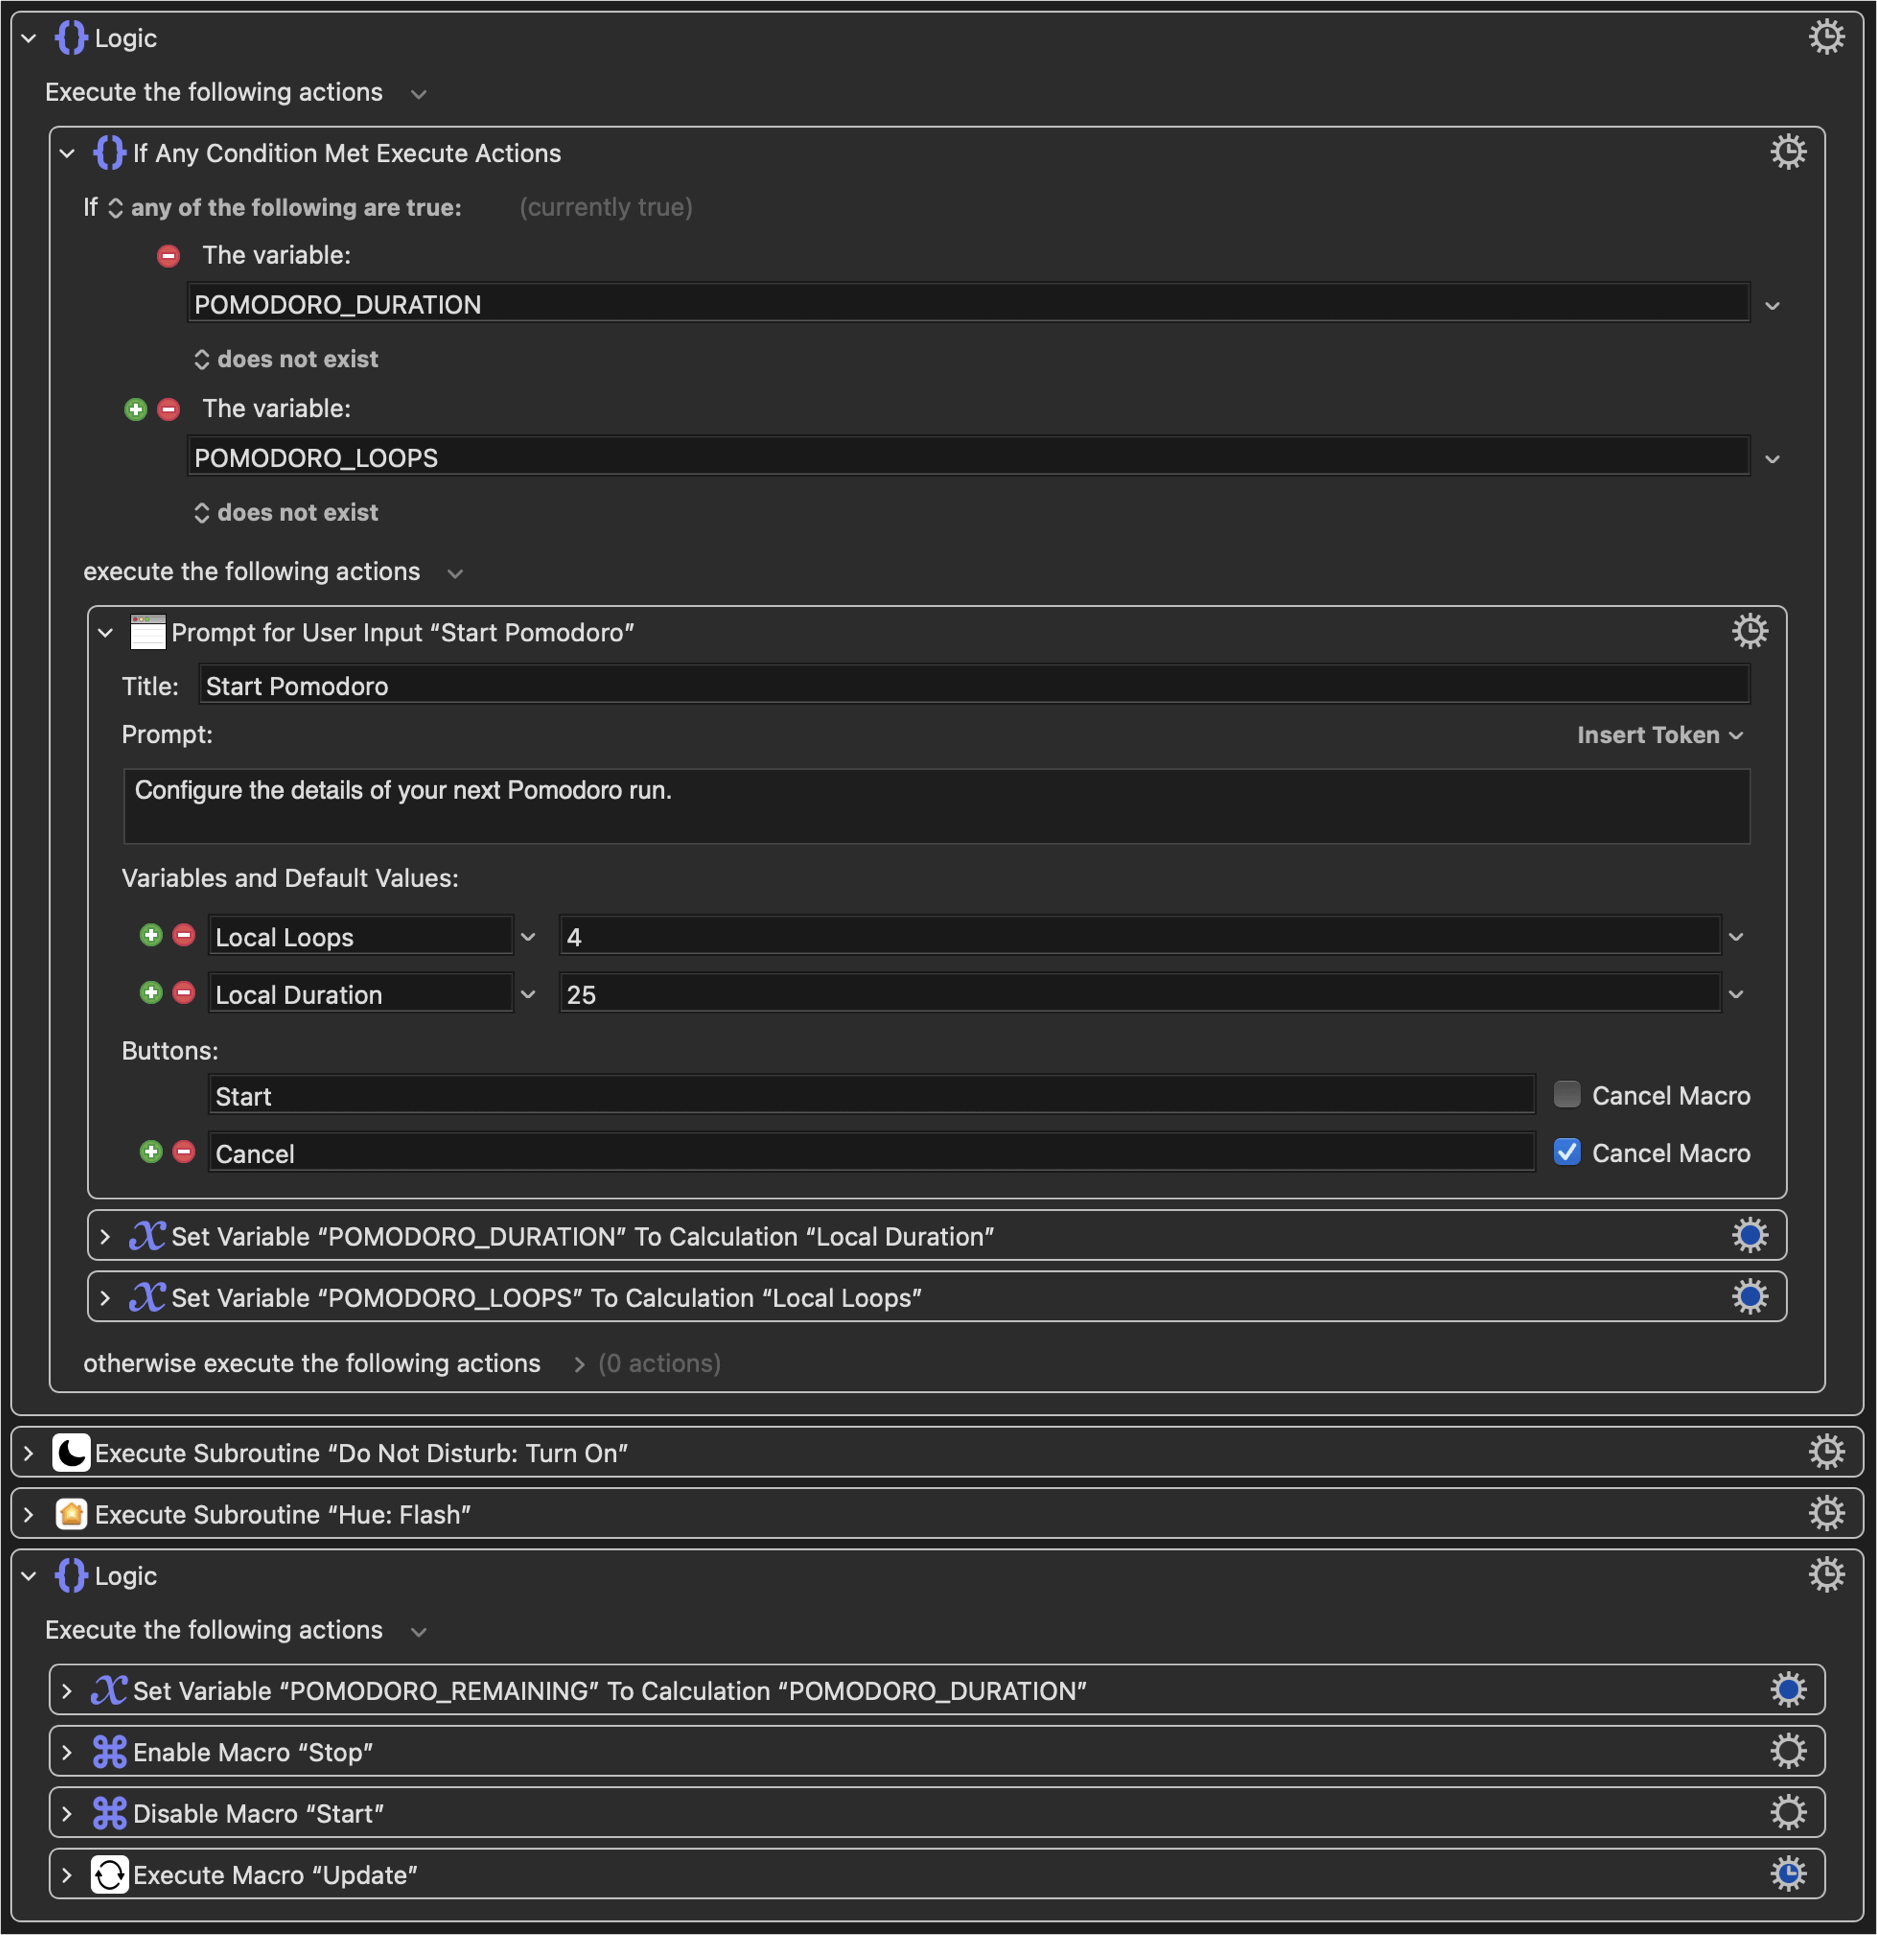 Logic
Execute the following actions
If Any Condition Met Execute Actions
If any of the following are true: (currently true)
The variable:
POMODORO_DURATION
does not exist
The variable:
POMODORO_LOOPS
does not exist
execute the following actions
Prompt for User Input “Start Pomodoro”
Title: Start Pomodoro
Prompt: Insert Token
Configure the details of your next Pomodoro run.
Variables and Default Values:
Local Loops 4
Local Duration 25
Buttons:
Start Cancel Macro
Cancel Cancel Macro
Set Variable “POMODORO_DURATION” To Calculation “Local Duration”
Set Variable “POMODORO_LOOPS” To Calculation “Local Loops”
otherwise execute the following actions (0 actions)
Execute Subroutine “Do Not Disturb: Turn On”
Execute Subroutine “Hue: Flash”
Logic
Execute the following actions
Set Variable “POMODORO_REMAINING” To Calculation “POMODORO_DURATION”
Enable Macro “Stop”
Disable Macro “Start”
Execute Macro “Update”